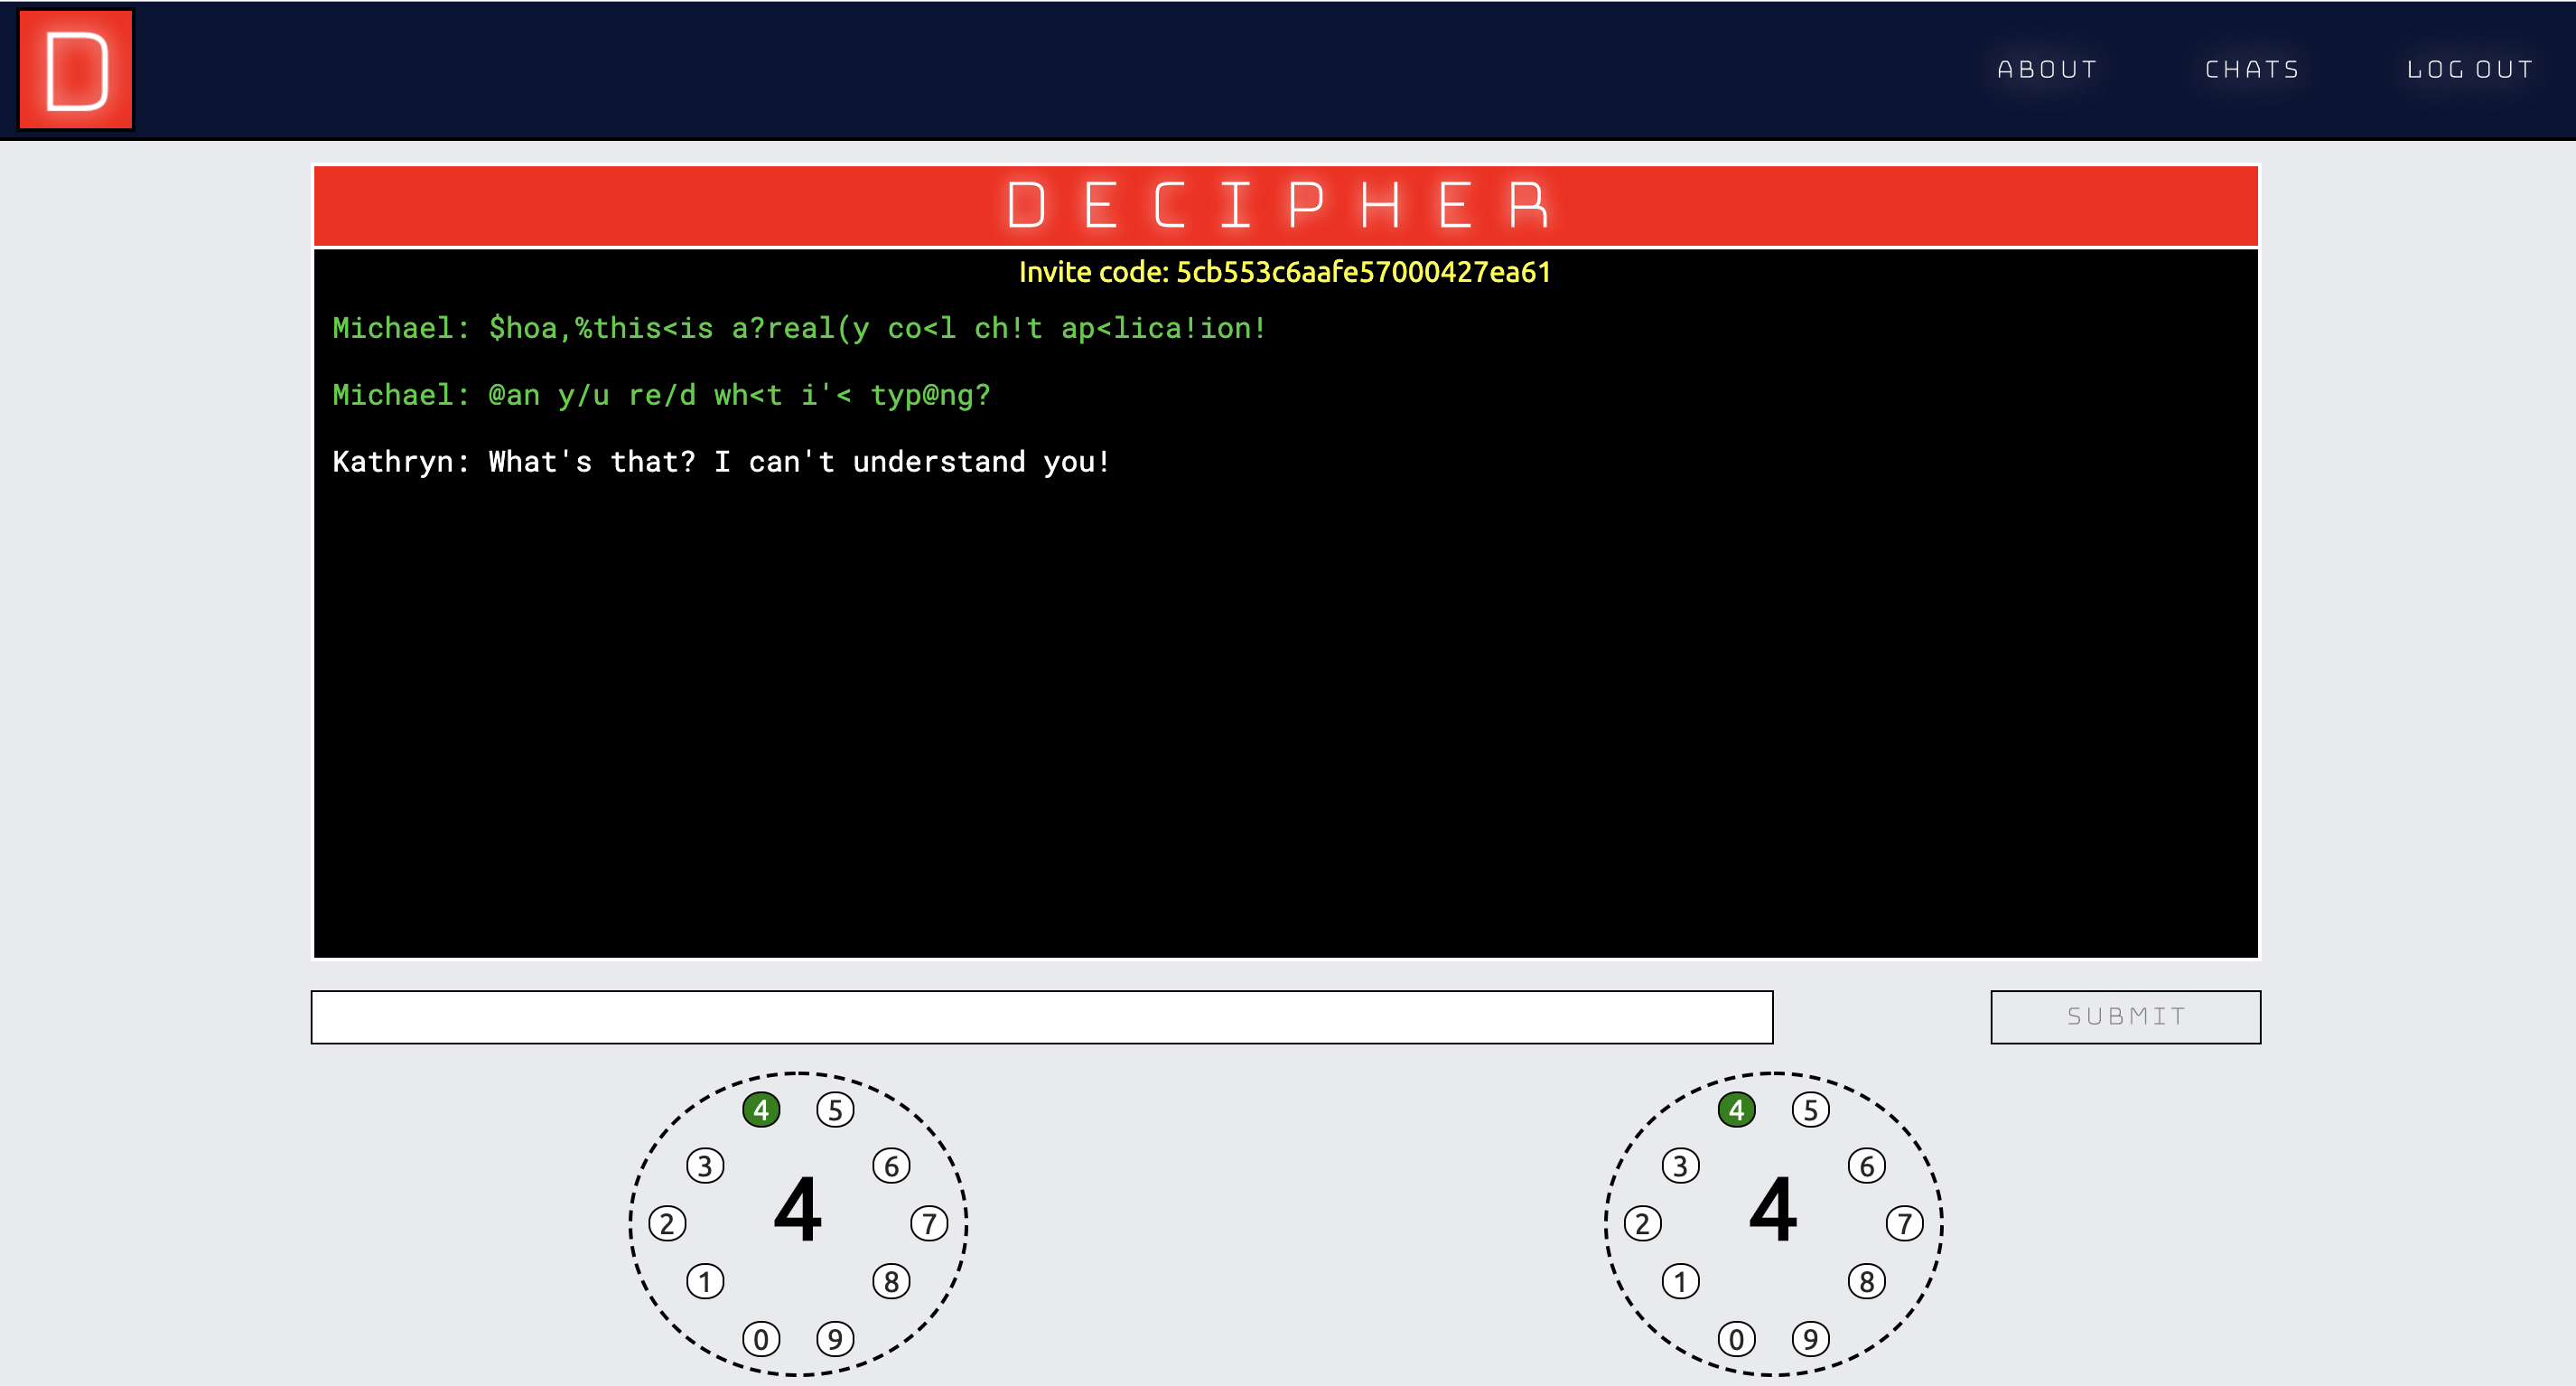 D
ABOUT CHATS LOG OUT
DECIPHER
Invite code: 5cb553c6aafe57000427ea61
Michael: $hoa,%this<is a?real(y co<l ch!t ap<lica!ion!
Michael: @an y/u re/d wh<t i'< typ@ng?
Kathryn: What's that? I can't understand you!
SUBMIT
4 5
3 6
4
2 7
1 8
0 9
4 5
3 6
4
2 7
1 8
0 9